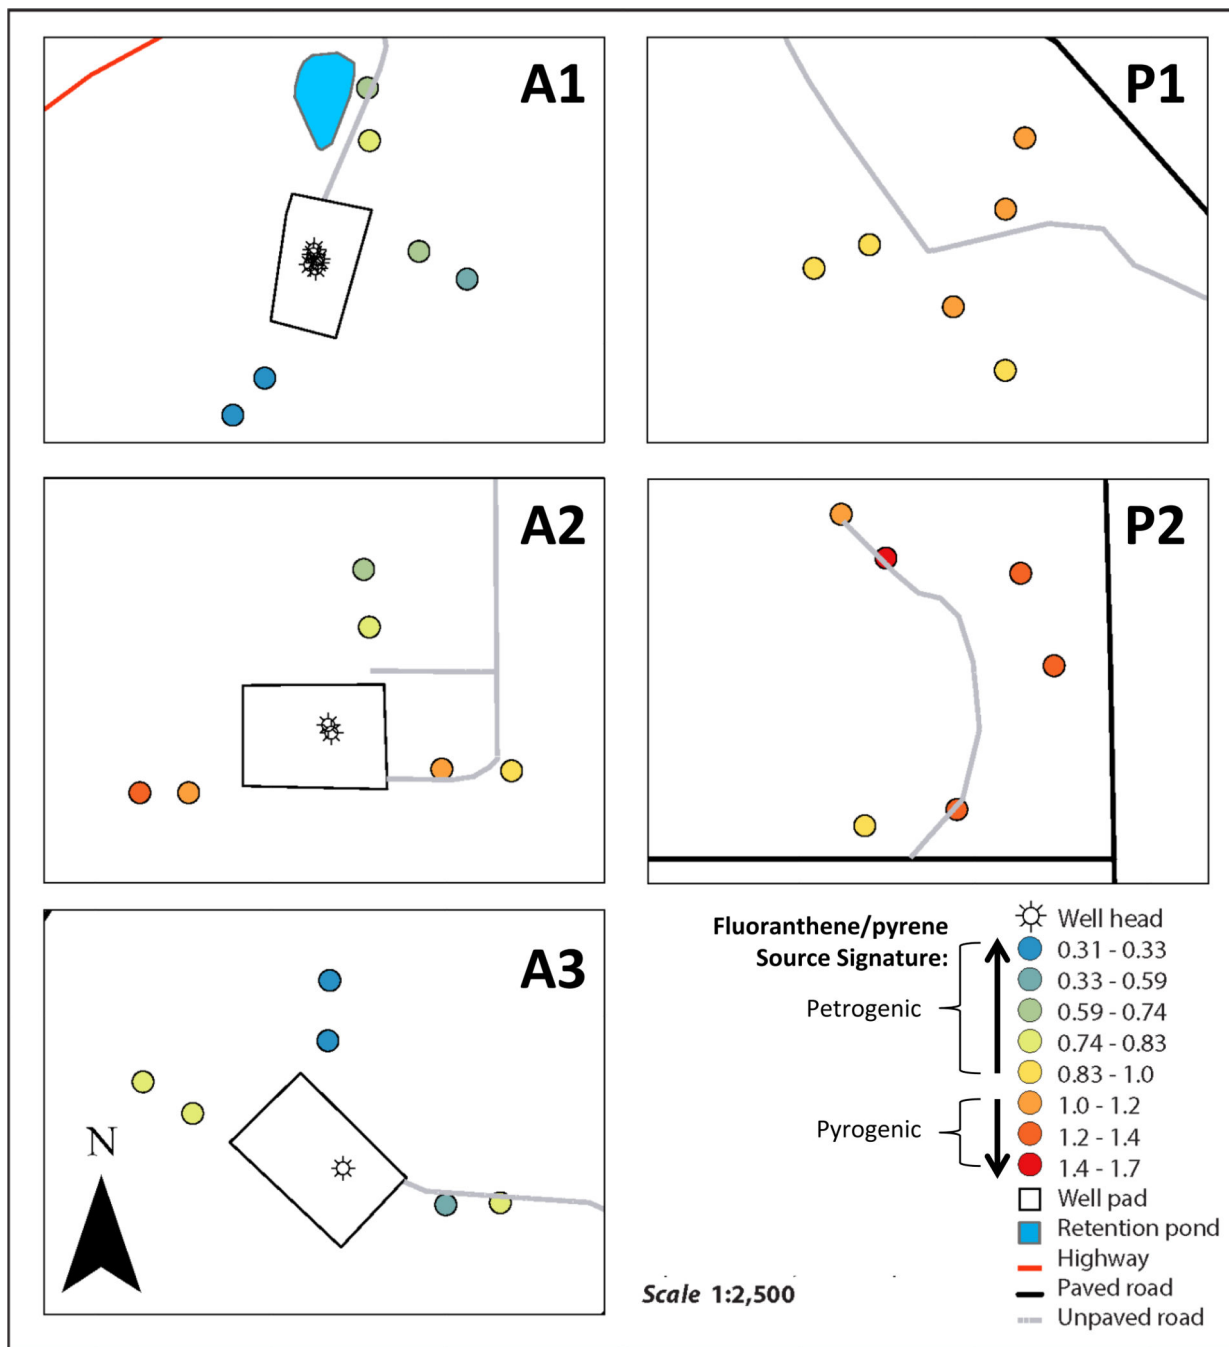 A1
P1
A2
P2
A3
N
Fluoranthene/pyrene
Source Signature:
Petrogenic
Pyrogenic
Well head
0.31 - 0.33
0.33 - 0.59
0.59 - 0.74
0.74 - 0.83
0.83 - 1.0
1.0 - 1.2
1.2 - 1.4
1.4 - 1.7
Well pad
Retention pond
Highway
Paved road
Unpaved road
Scale 1:2,500